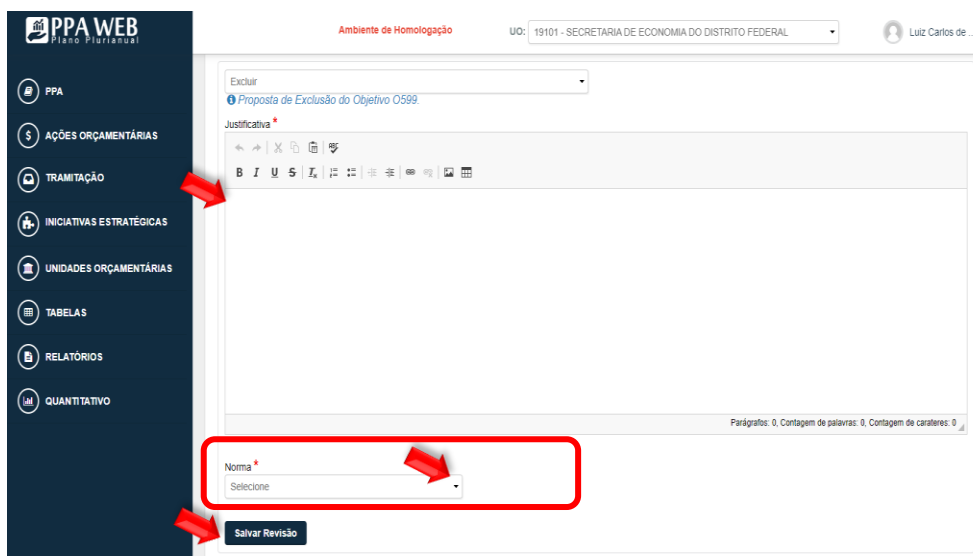 PPA WEB
Plano Plurianual
Ambiente de Homologação
UO: 19101 - SECRETARIA DE ECONOMIA DO DISTRITO FEDERAL
Luiz Carlos de ...
PPA
AÇÕES ORÇAMENTÁRIAS
TRAMITAÇÃO
INICIATIVAS ESTRATÉGICAS
UNIDADES ORÇAMENTÁRIAS
TABELAS
RELATÓRIOS
QUANTITATIVO
Excluir
Proposta de Exclusão do Objetivo O599.
Justificativa *
B I U S Ix
Parágrafos: 0, Contagem de palavras: 0, Contagem de carateres: 0
Norma *
Selecione
Salvar Revisão